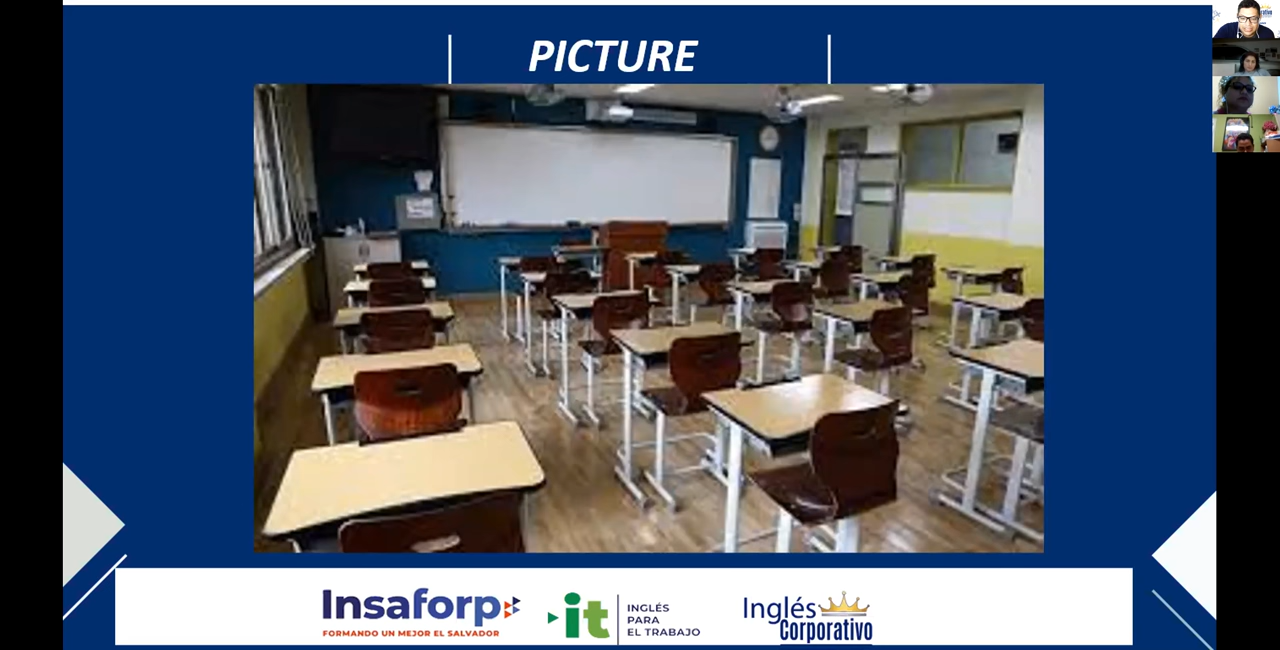 PICTURE
Insaforp
FORMANDO UN MEJOR EL SALVADOR
it
INGLÉS
PARA
EL TRABAJO
Inglés
Corporativo